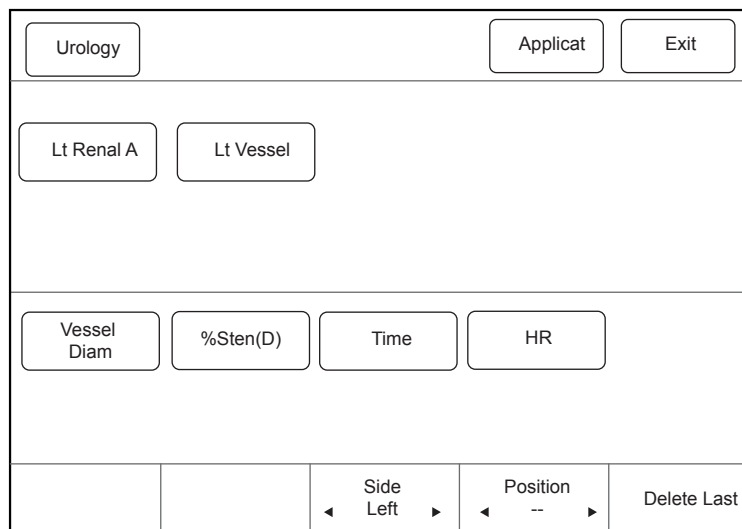 Urology
Applicat
Exit
Lt Renal A
Lt Vessel
Vessel
Diam
%Sten(D)
Time
HR
Side
Left
Position
--
Delete Last